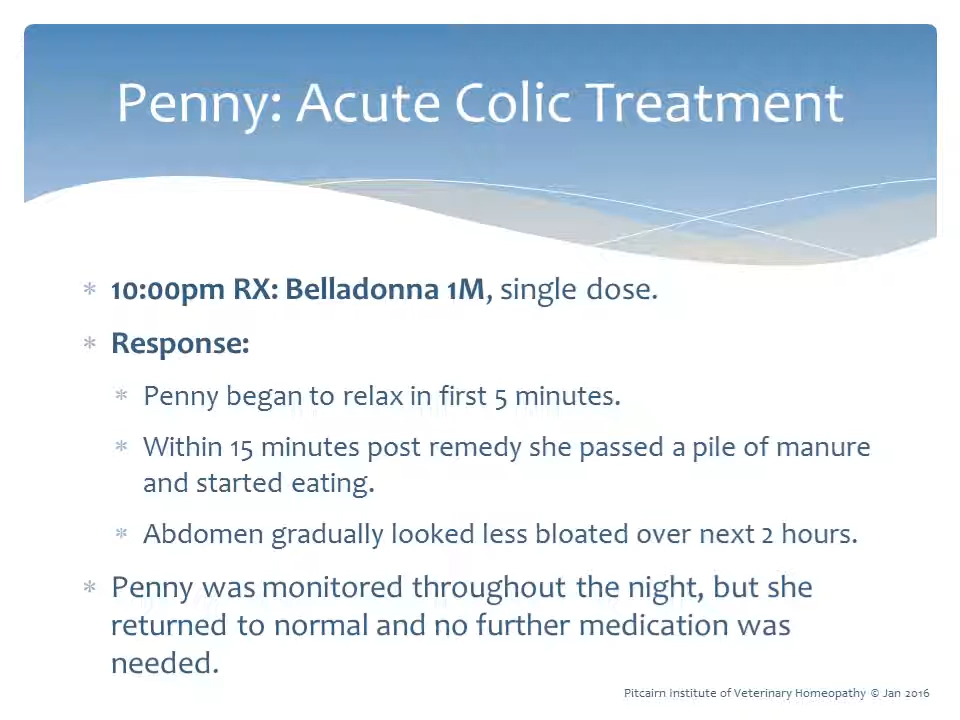 Penny: Acute Colic Treatment
* 10:00pm RX: Belladonna 1M, single dose.
* Response:
* Penny began to relax in first 5 minutes.
* Within 15 minutes post remedy she passed a pile of manure
and started eating.
* Abdomen gradually looked less bloated over next 2 hours.
* Penny was monitored throughout the night, but she
returned to normal and no further medication was
needed.
Pitcairn Institute of Veterinary Homeopathy © Jan 2016